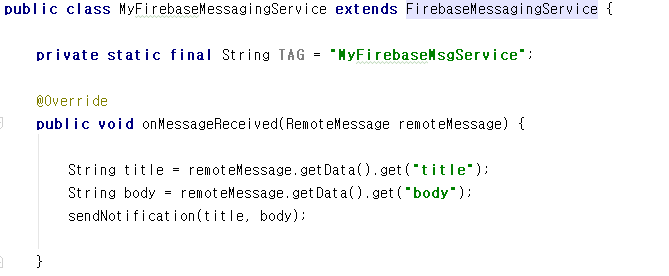 public class MyFirebaseMessagingService extends FirebaseMessagingService {
private static final String TAG = "MyFirebaseMsgService";
@Override
public void onMessageReceived(RemoteMessage remoteMessage) {
String title = remoteMessage.getData().get("title");
String body = remoteMessage.getData().get("body");
sendNotification(title, body);
}